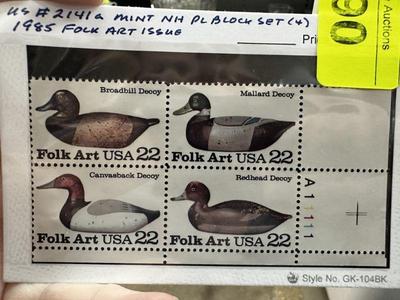 US #2141a MINT NH PL BLOCK SET (4)
1985 FOLK ART ISSUE
90
Auctions
Broadbill Decoy
Folk Art USA 22
Mallard Decoy
Folk Art USA 22
Canvasback Decoy
Folk Art USA 22
Redhead Decoy
Folk Art USA 22
A11111
Style No. GK-104BK